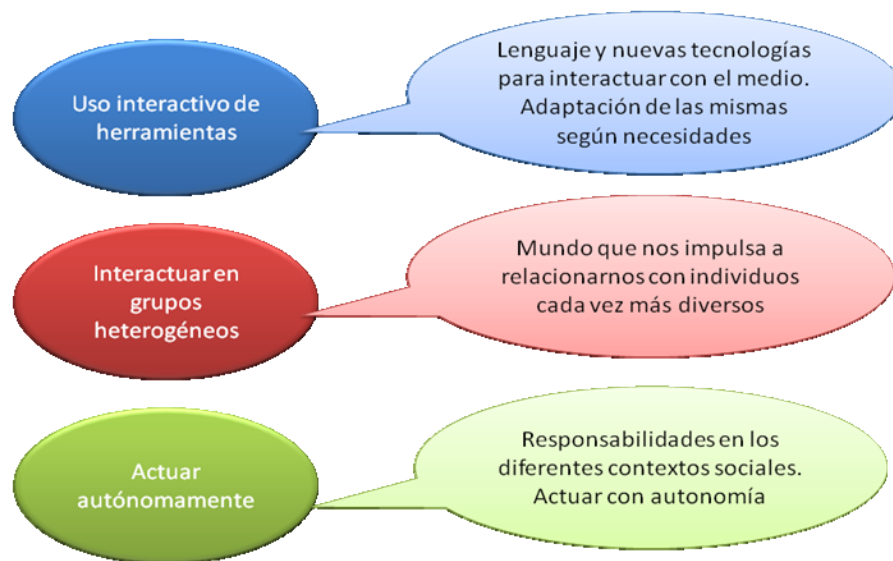 Uso interactivo de
herramientas
Lenguaje y nuevas tecnologías
para interactuar con el medio.
Adaptación de las mismas
según necesidades
Interactuar en
grupos
heterogéneos
Mundo que nos impulsa a
relacionarnos con individuos
cada vez más diversos
Actuar
autónomamente
Responsabilidades en los
diferentes contextos sociales.
Actuar con autonomía